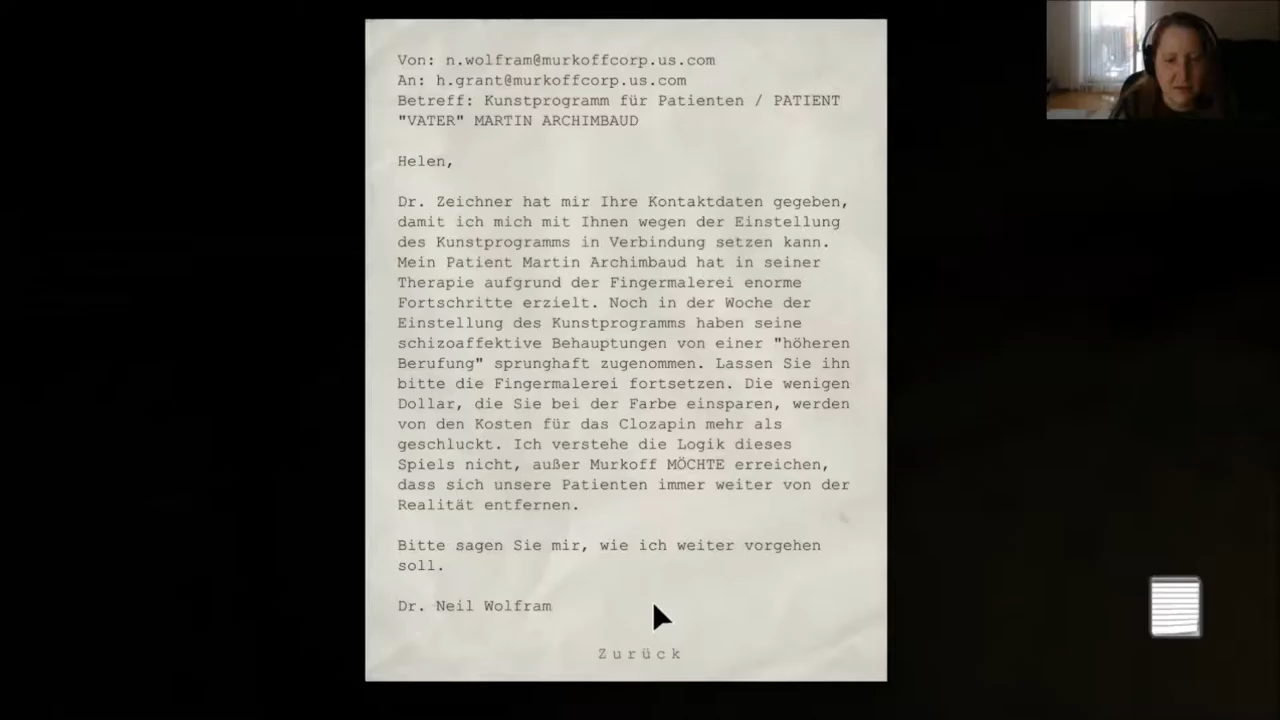 Von: n.wolfram@murkoffcorp.us.com
An: h.grant@murkoffcorp.us.com
Betreff: Kunstprogramm für Patienten / PATIENT
"VATER" MARTIN ARCHIMBAUD
Helen,
Dr. Zeichner hat mir Ihre Kontaktdaten gegeben,
damit ich mich mit Ihnen wegen der Einstellung
des Kunstprogramms in Verbindung setzen kann.
Mein Patient Martin Archimbaud hat in seiner
Therapie aufgrund der Fingermalerei enorme
Fortschritte erzielt. Noch in der Woche der
Einstellung des Kunstprogramms haben seine
schizoaffektive Behauptungen von einer "höheren
Berufung" sprunghaft zugenommen. Lassen Sie ihn
bitte die Fingermalerei fortsetzen. Die wenigen
Dollar, die Sie bei der Farbe einsparen, werden
von den Kosten für das Clozapin mehr als
geschluckt. Ich verstehe die Logik dieses
Spiels nicht, außer Murkoff MÖCHTE erreichen,
dass sich unsere Patienten immer weiter von der
Realität entfernen.
Bitte sagen Sie mir, wie ich weiter vorgehen
soll.
Dr. Neil Wolfram
Zurück